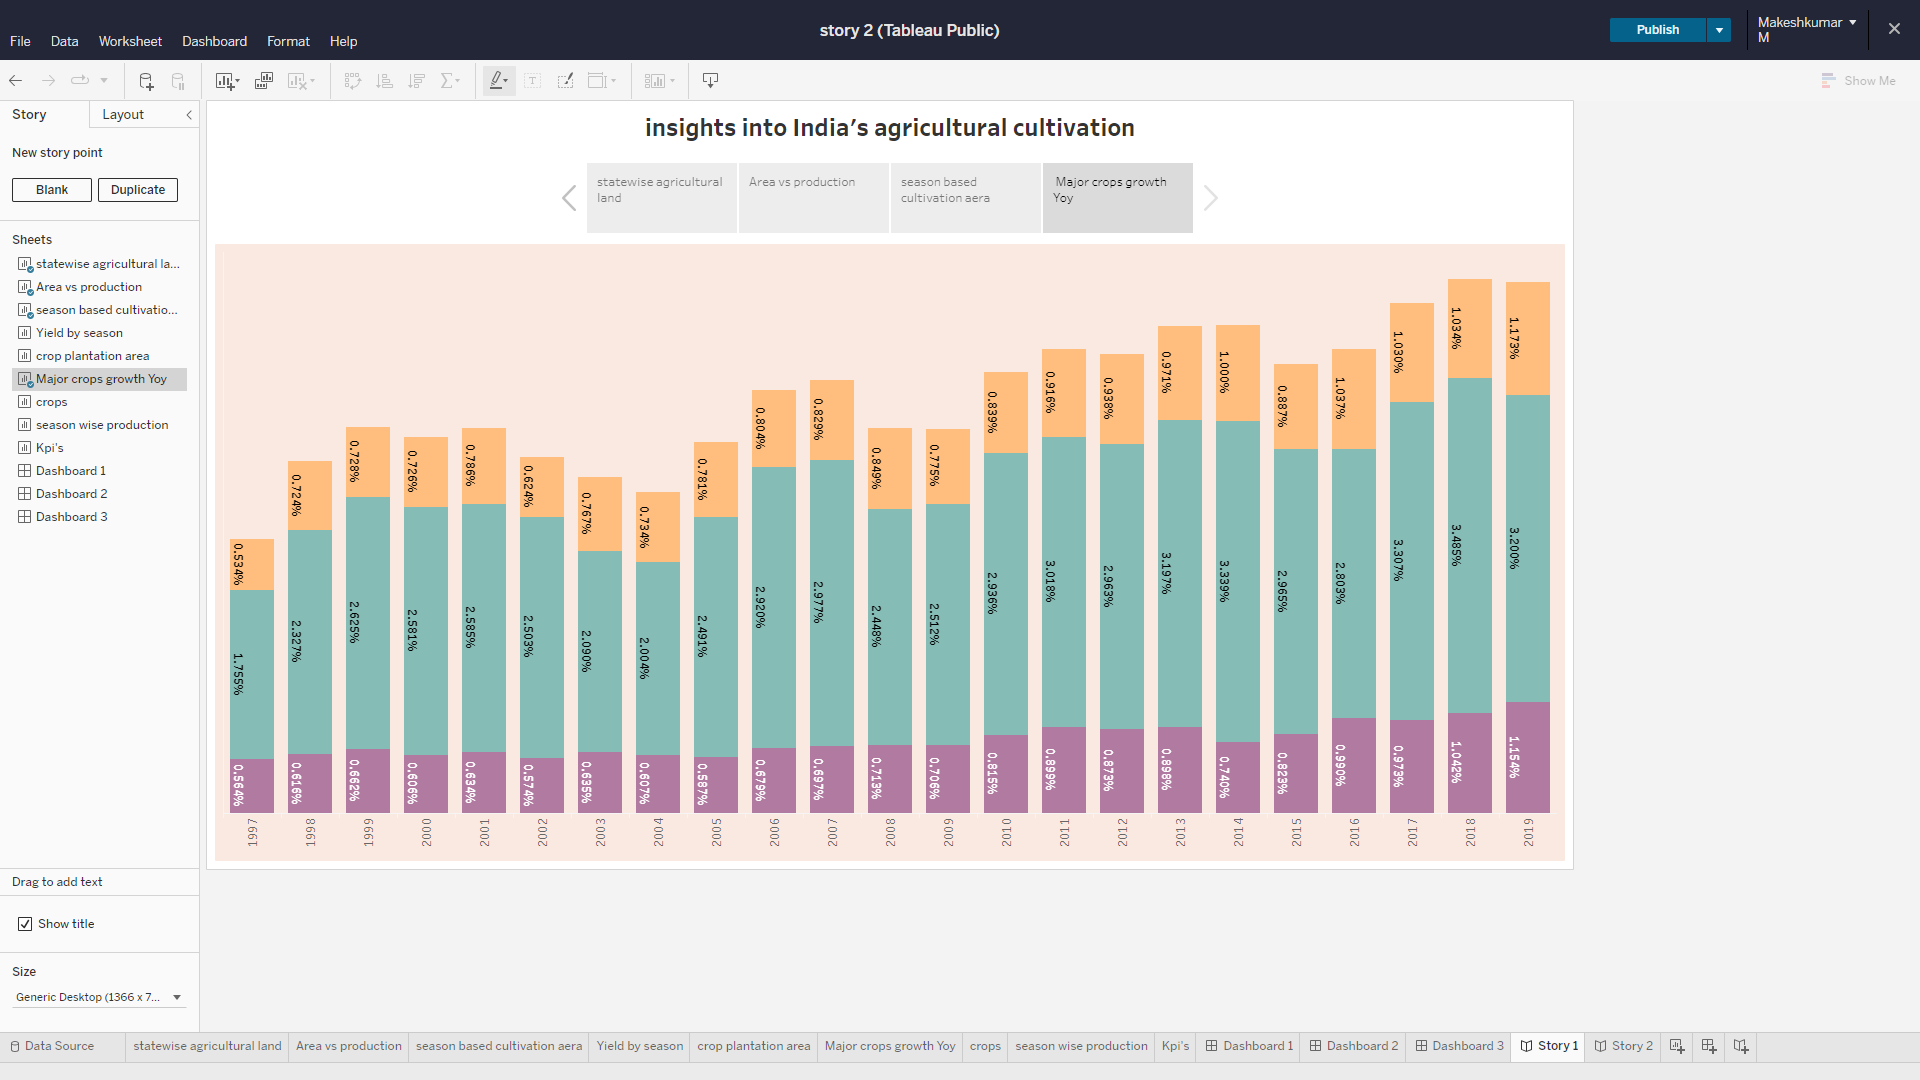 story 2 (Tableau Public)
Publish
Makeshkumar
M
File Data Worksheet Dashboard Format Help
Show Me
Story Layout
New story point
Blank Duplicate
Sheets
statewise agricultural la...
Area vs production
season based cultivatio...
Yield by season
crop plantation area
Major crops growth Yoy
crops
season wise production
Kpi's
Dashboard 1
Dashboard 2
Dashboard 3
Drag to add text
Show title
Size
Generic Desktop (1366 x 7...
insights into India's agricultural cultivation
statewise agricultural
land
Area vs production
season based
cultivation aera
Major crops growth
Yoy
0.534%
1.755%
0.564%
1997
0.724%
2.327%
0.616%
1998
0.728%
2.625%
0.662%
1999
0.726%
2.581%
0.606%
2000
0.786%
2.585%
0.634%
2001
0.624%
2.503%
0.574%
2002
0.767%
2.090%
0.635%
2003
0.734%
2.004%
0.607%
2004
0.781%
2.491%
0.587%
2005
0.804%
2.920%
0.679%
2006
0.829%
2.977%
0.697%
2007
0.849%
2.448%
0.713%
2008
0.775%
2.512%
0.706%
2009
0.839%
2.936%
0.815%
2010
0.916%
3.018%
0.899%
2011
0.938%
2.963%
0.873%
2012
0.971%
3.197%
0.898%
2013
1.000%
3.339%
0.740%
2014
0.887%
2.965%
0.823%
2015
1.037%
2.803%
0.990%
2016
1.030%
3.307%
0.973%
2017
1.034%
3.485%
1.042%
2018
1.173%
3.200%
1.154%
2019
Data Source statewise agricultural land Area vs production season based cultivation aera Yield by season crop plantation area Major crops growth Yoy crops season wise production Kpi's Dashboard 1 Dashboard 2 Dashboard 3 Story 1 Story 2